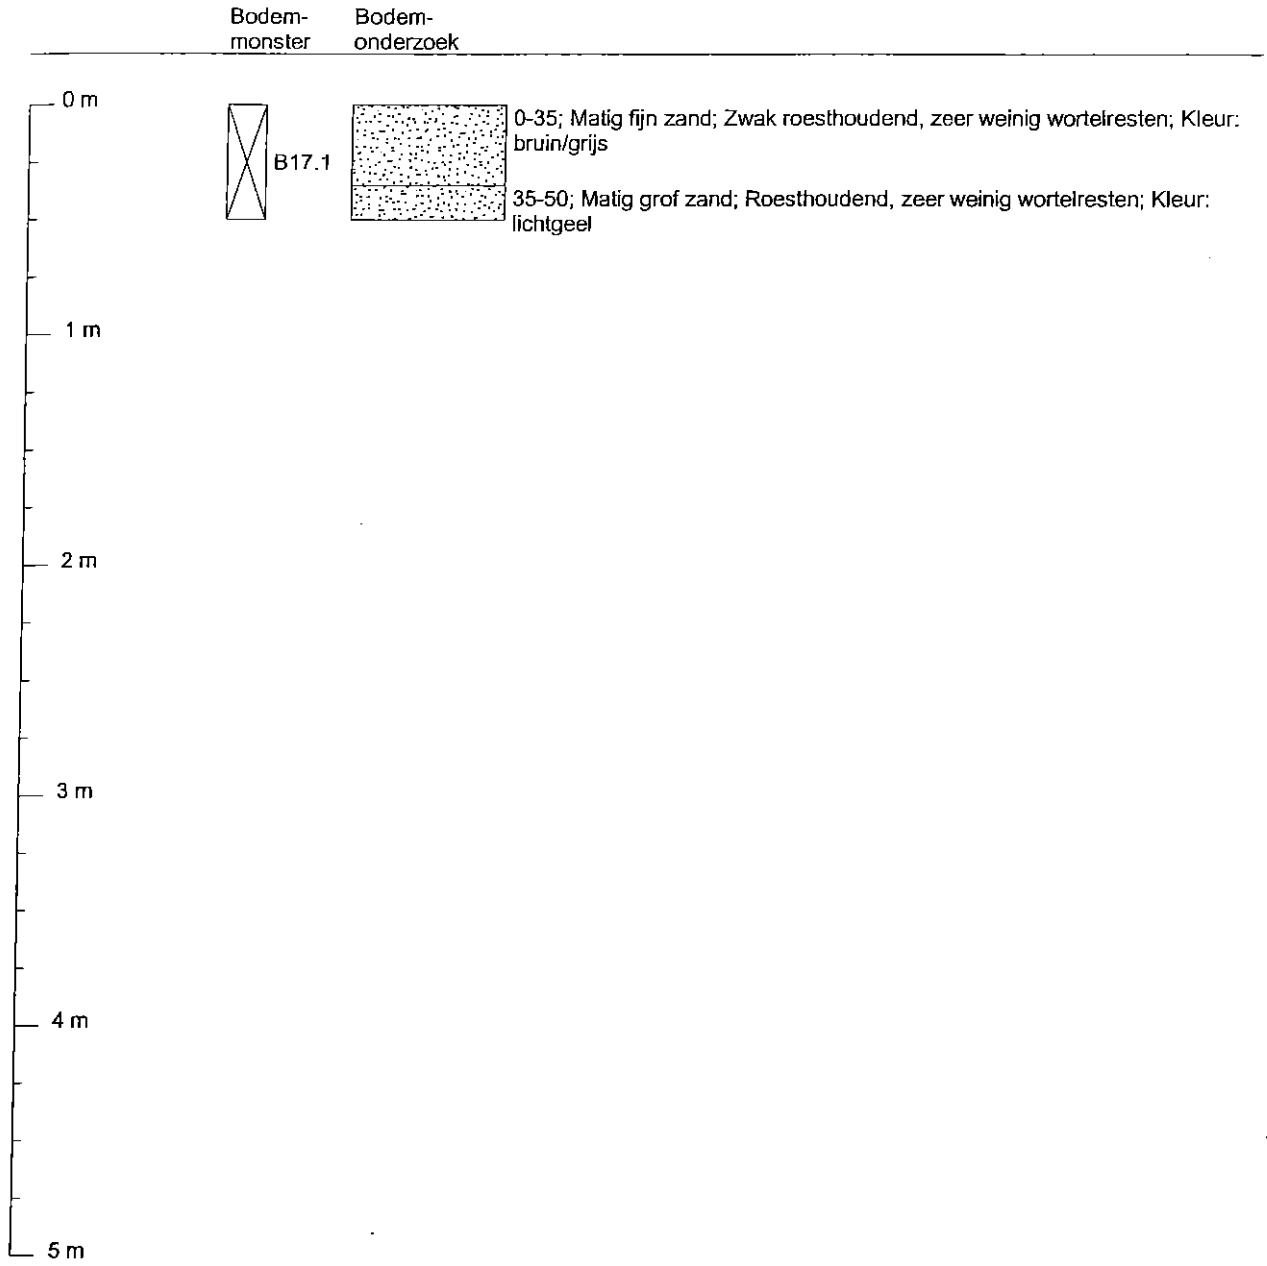 Bodem-
monster
Bodem-
onderzoek
0 m
B17.1
0-35; Matig fijn zand; Zwak roesthoudend, zeer weinig wortelresten; Kleur:
bruin/grijs
35-50; Matig grof zand; Roesthoudend, zeer weinig wortelresten; Kleur:
lichtgeel
1 m
2 m
3 m
4 m
5 m